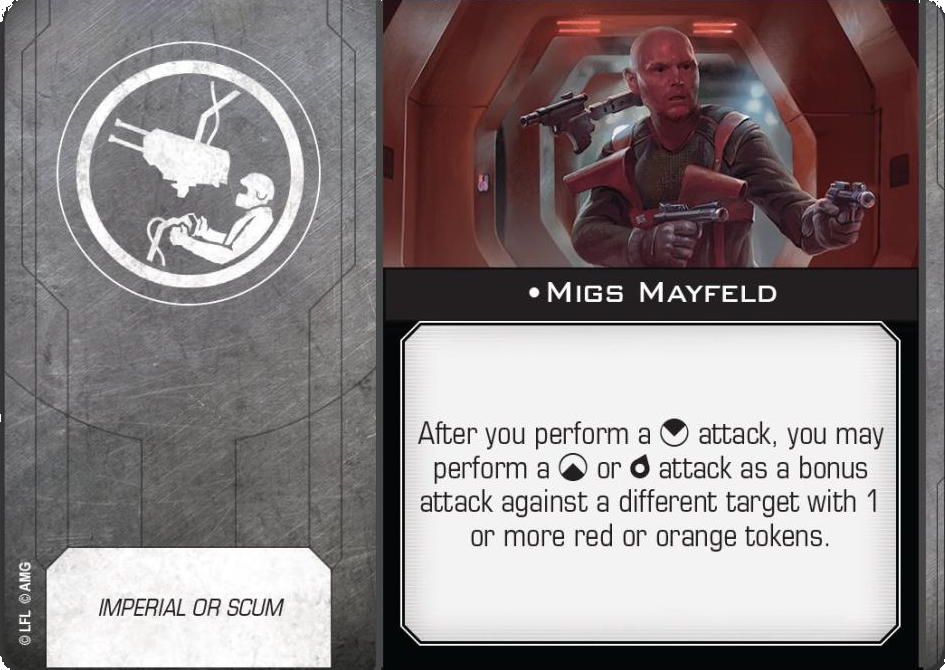 • MIGS MAYFELD
After you perform a attack, you may
perform a or attack as a bonus
attack against a different target with 1
or more red or orange tokens.
IMPERIAL OR SCUM
© LFL © AMG